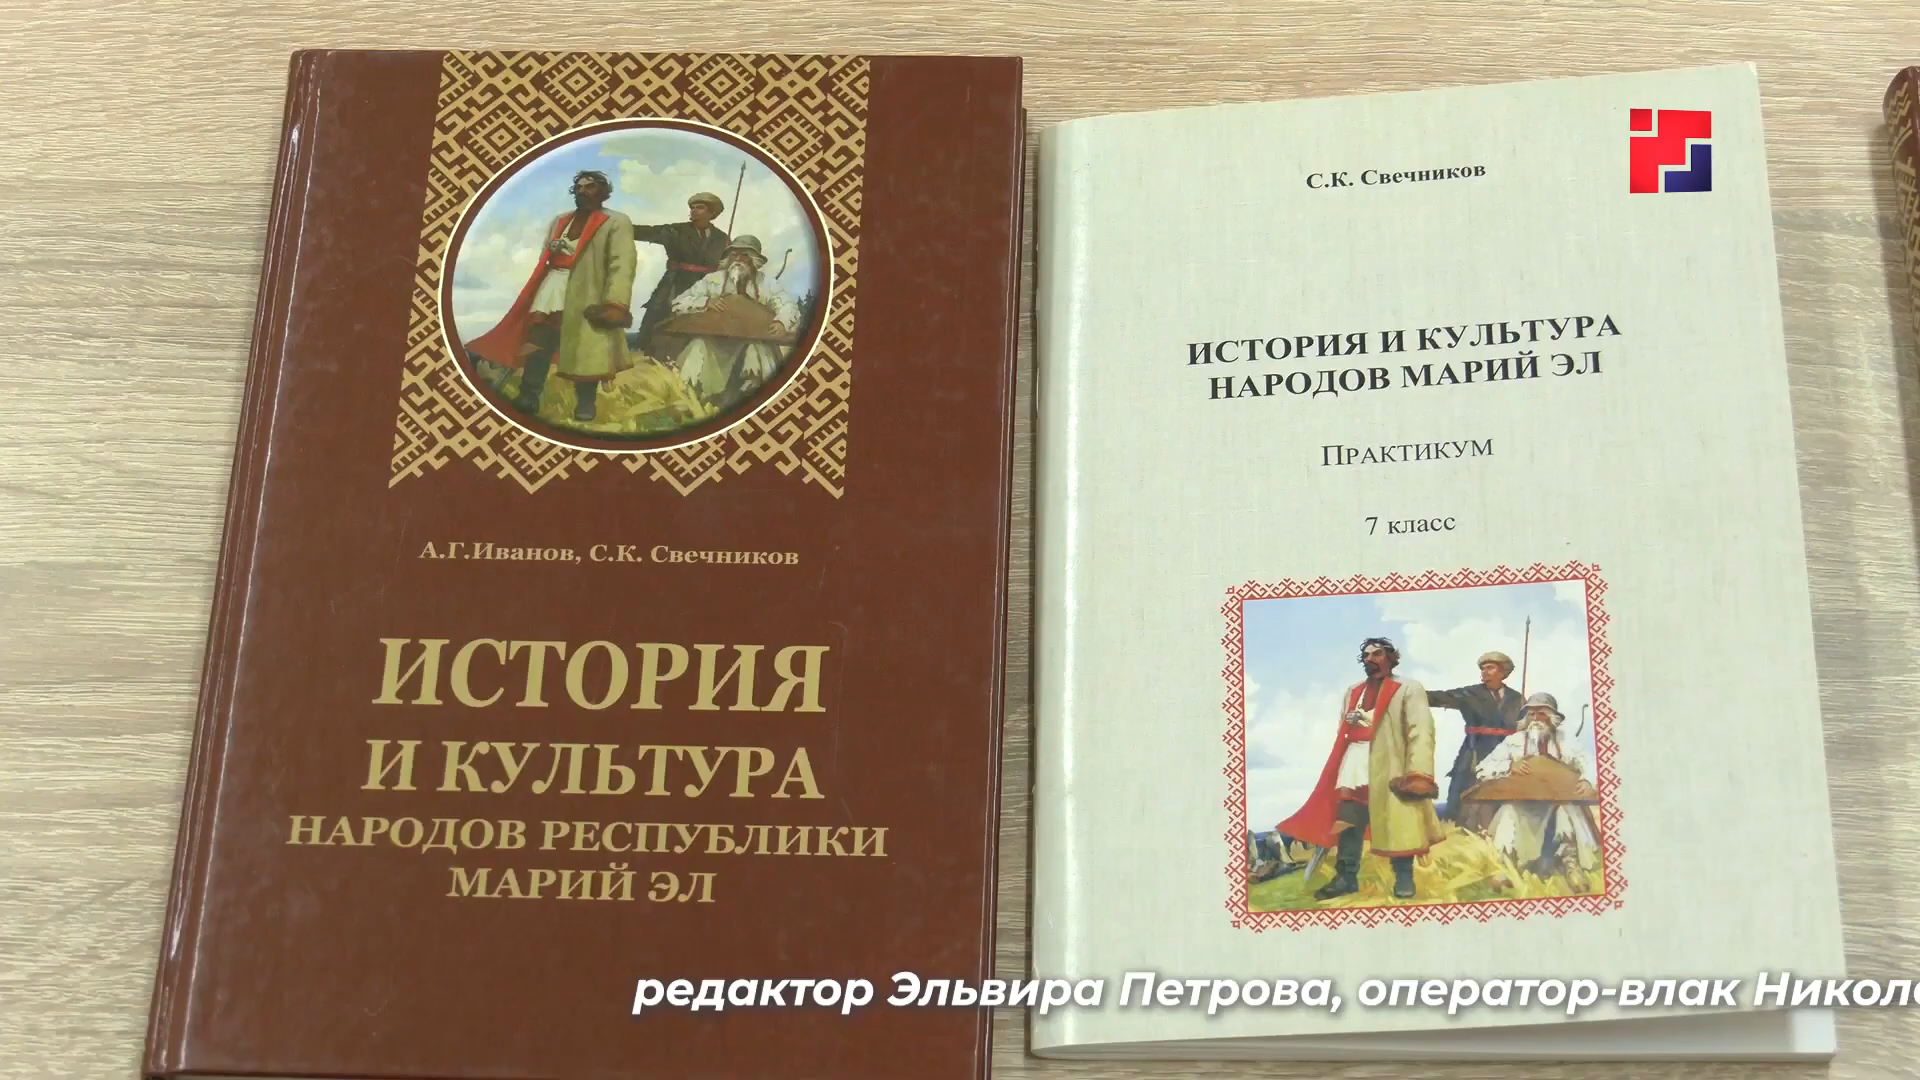 А.Г.Иванов, С.К. Свечников
ИСТОРИЯ
И КУЛЬТУРА
НАРОДОВ РЕСПУБЛИКИ
МАРИЙ ЭЛ
С.К. Свечников
ИСТОРИЯ И КУЛЬТУРА
НАРОДОВ МАРИЙ ЭЛ
ПРАКТИКУМ
7 класс
редактор Эльвира Петрова, оператор-влак